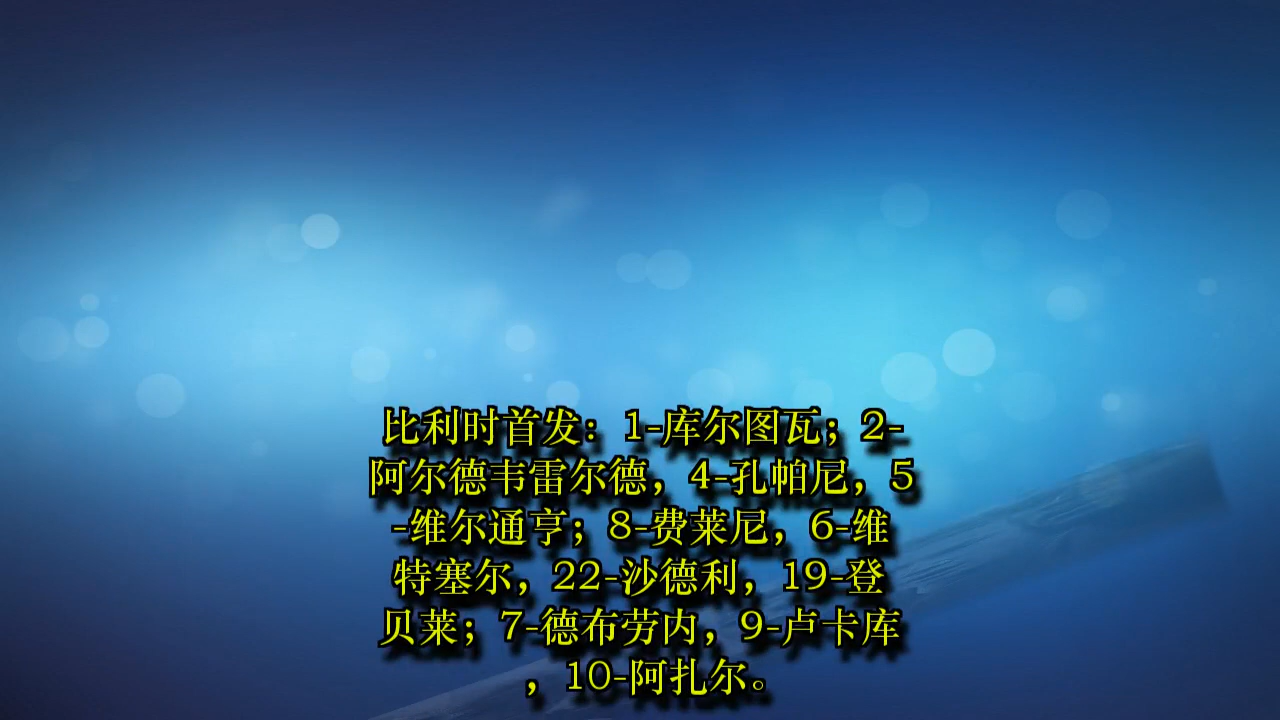 比利时首发：1-库尔图瓦；2-
阿尔德韦雷尔德，4-孔帕尼，5
-维尔通亨；8-费莱尼，6-维
特塞尔，22-沙德利，19-登
贝莱；7-德布劳内，9-卢卡库
，10-阿扎尔。